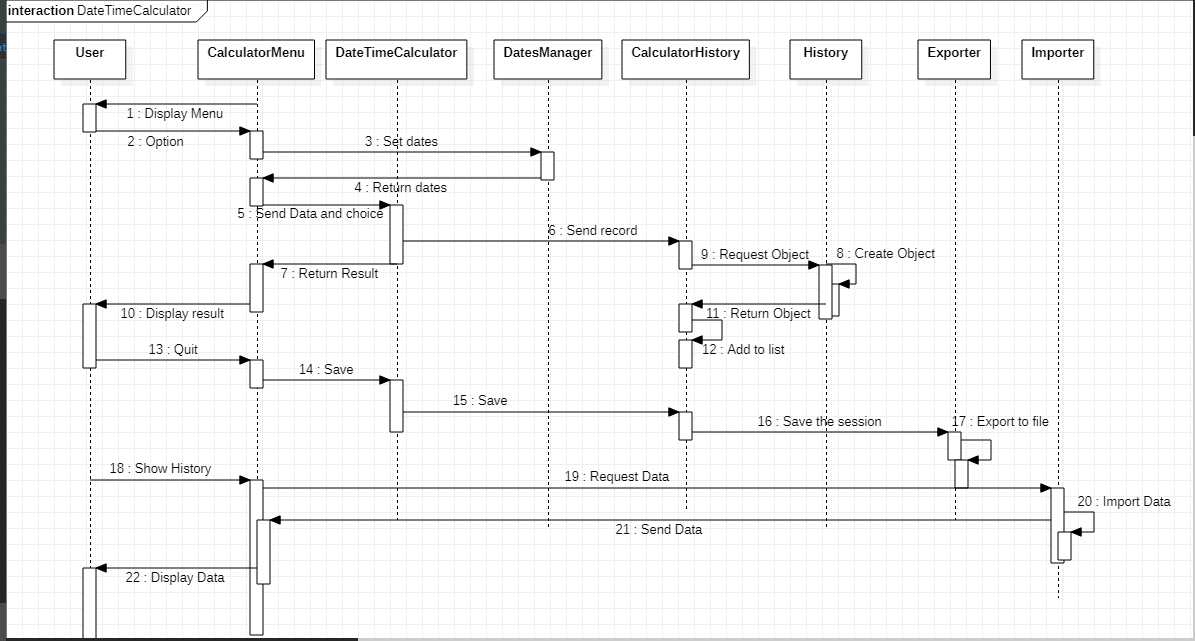 interaction DateTimeCalculator
User
CalculatorMenu
DateTimeCalculator
DatesManager
CalculatorHistory
History
Exporter
Importer
1 : Display Menu
2 : Option
3 : Set dates
4 : Return dates
5 : Send Data and choice
6 : Send record
9 : Request Object
8 : Create Object
7 : Return Result
10 : Display result
11 : Return Object
13 : Quit
12 : Add to list
14 : Save
15 : Save
16 : Save the session
17 : Export to file
18 : Show History
19 : Request Data
20 : Import Data
21 : Send Data
22 : Display Data